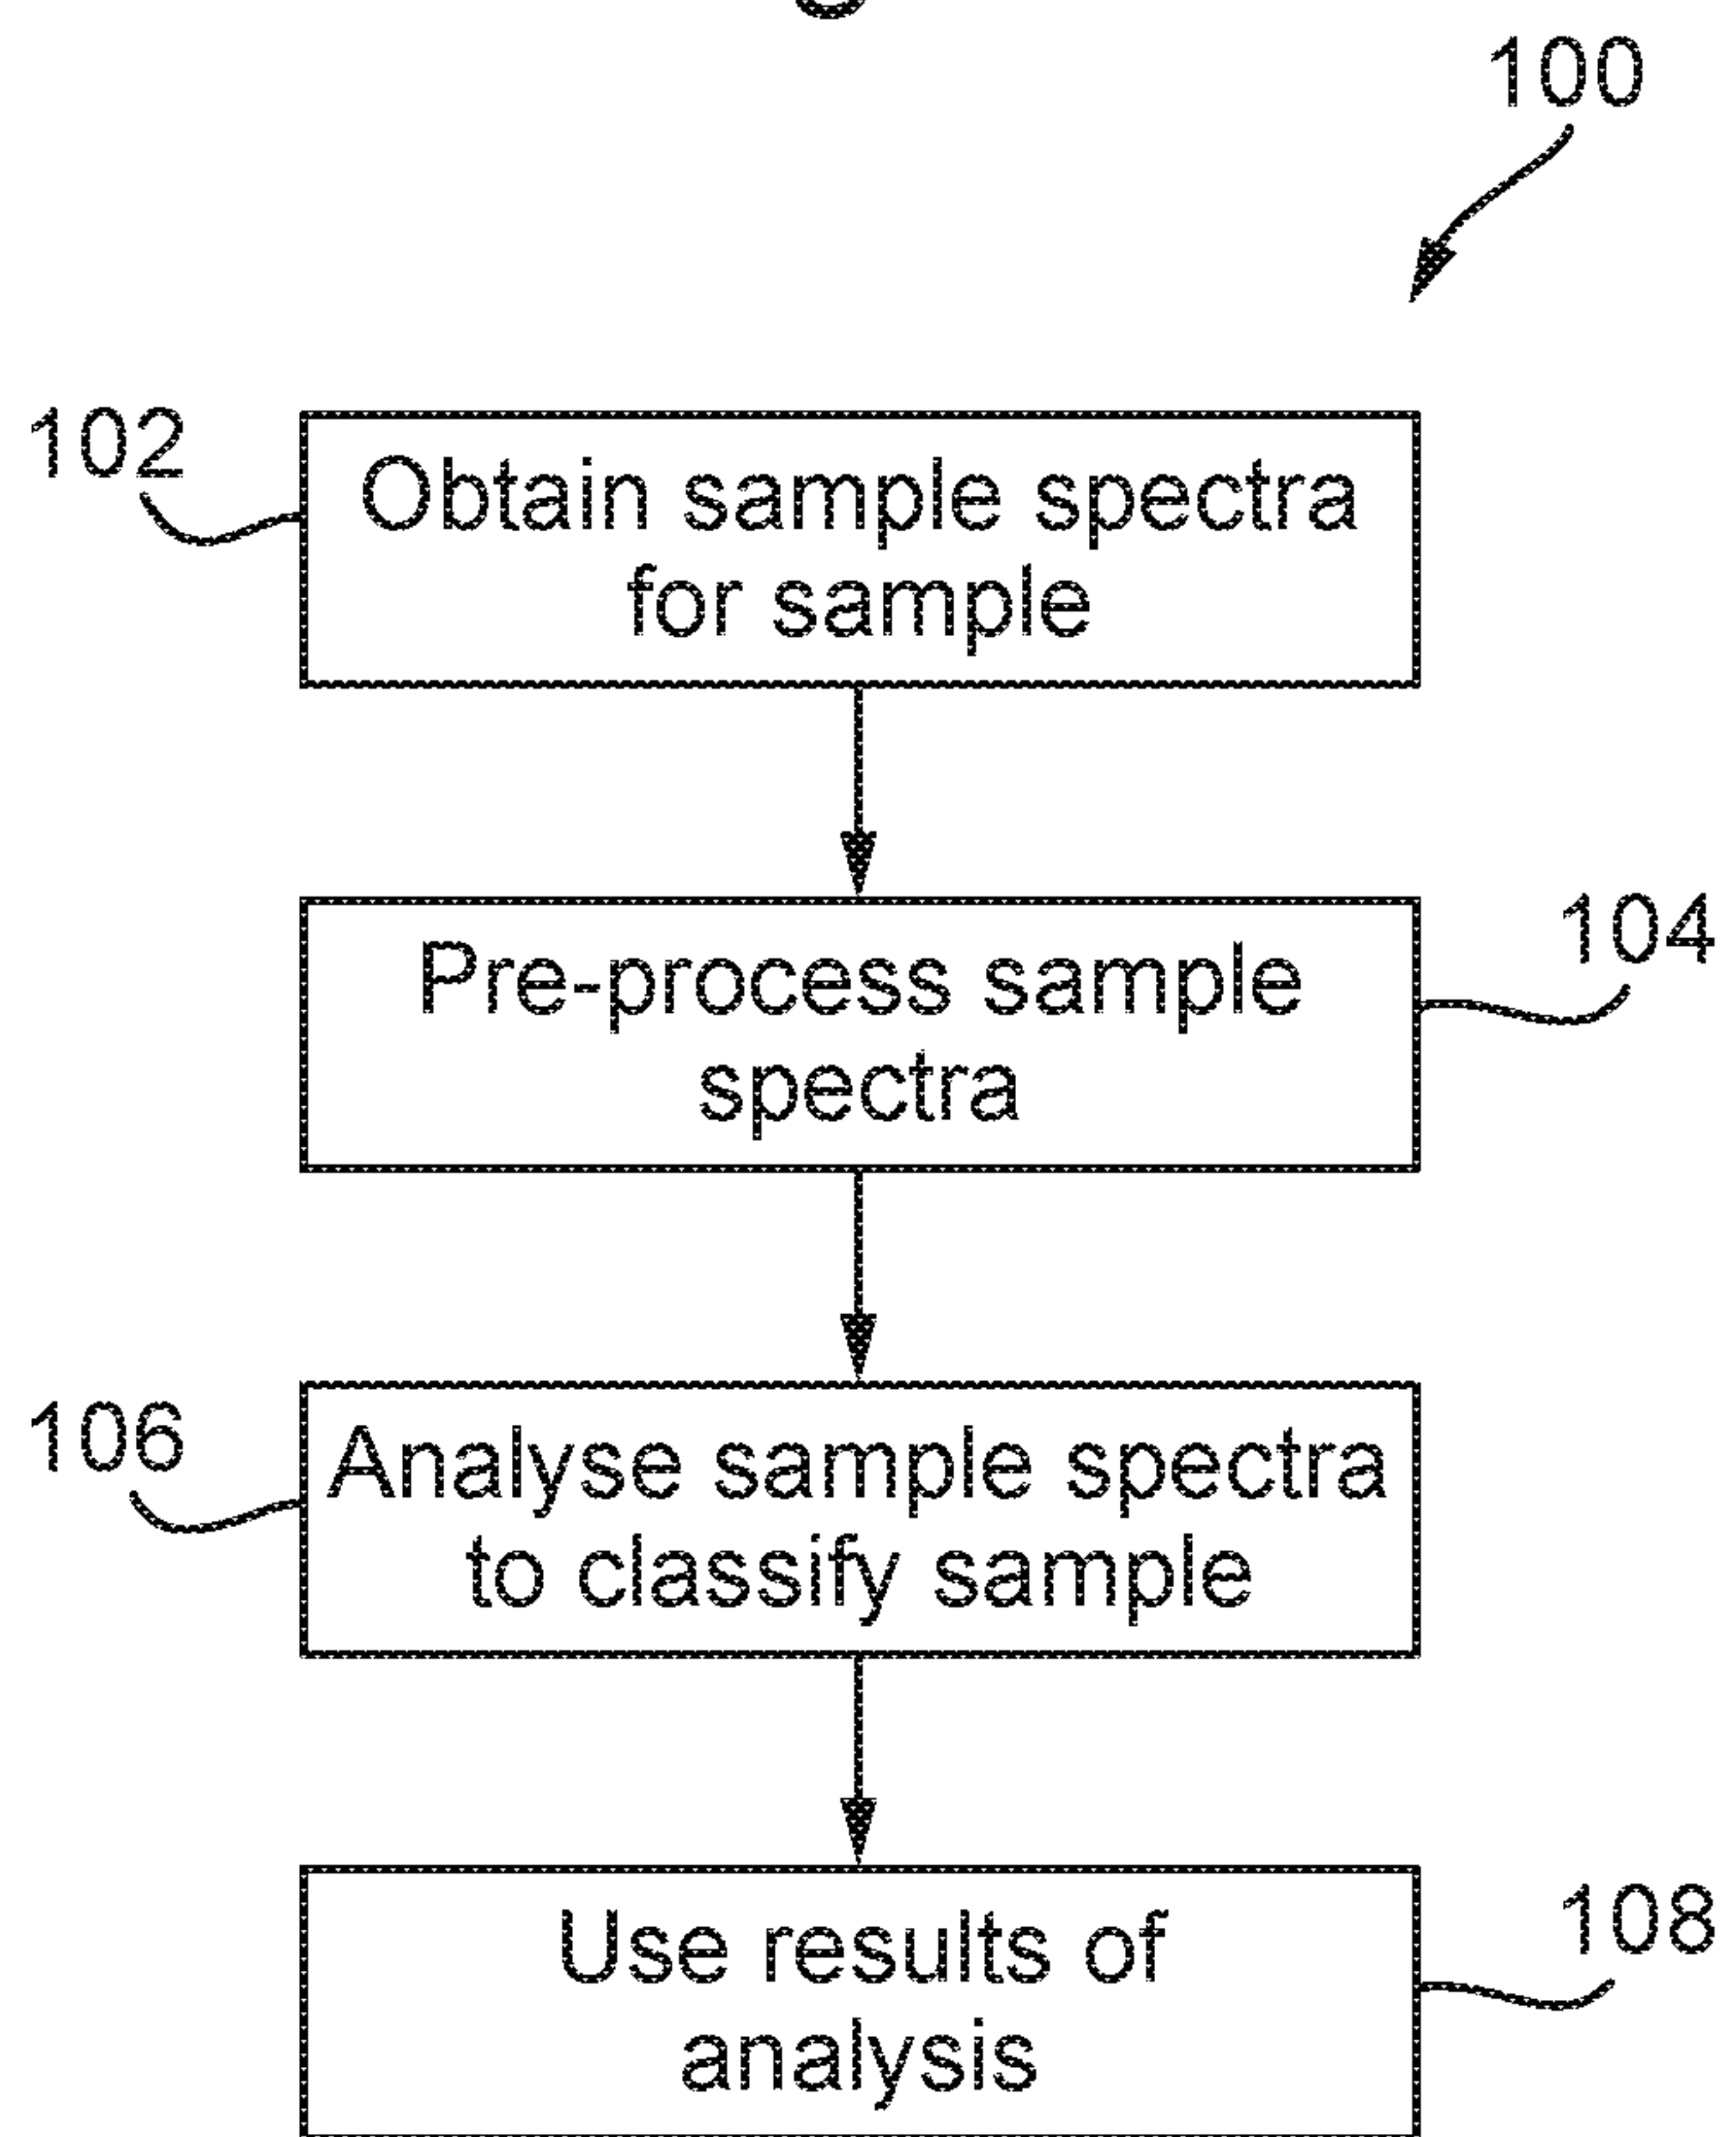 100
102
Obtain sample spectra
for sample
Pre-process sample
spectra
104
106
Analyse sample spectra
to classify sample
Use results of
analysis
108